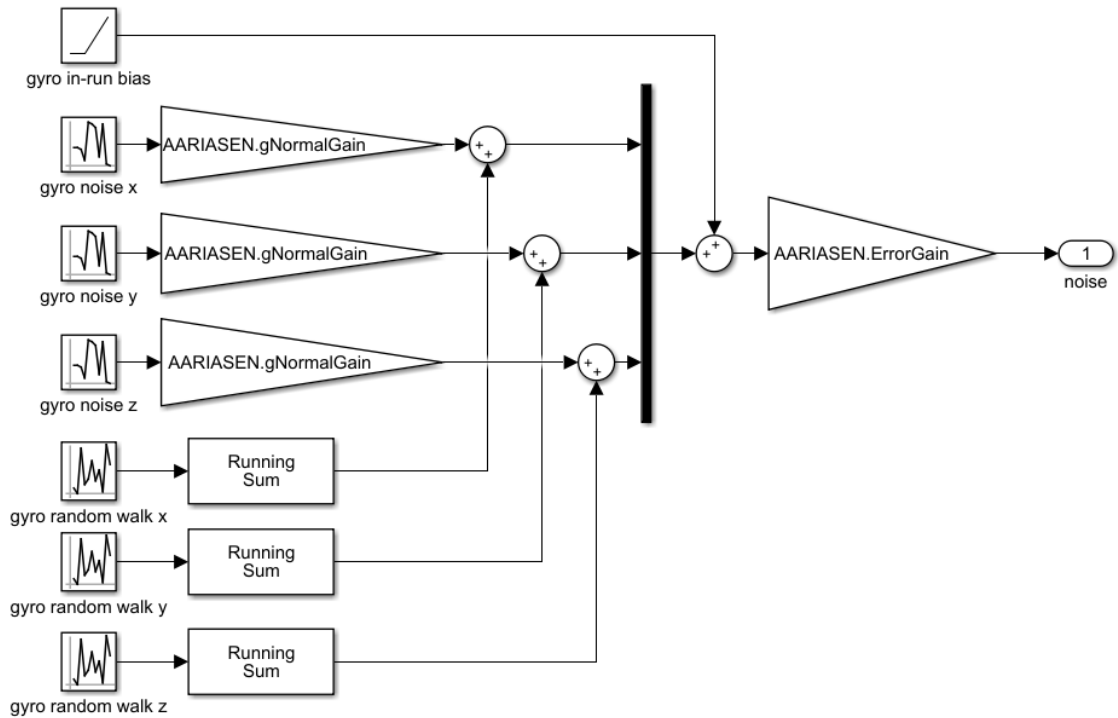 gyro in-run bias
AARIASEN.gNormalGain
+
+
gyro noise x
AARIASEN.gNormalGain
+
+
gyro noise y
+
+
AARIASEN.ErrorGain
1
noise
AARIASEN.gNormalGain
+
+
gyro noise z
Running
Sum
gyro random walk x
Running
Sum
gyro random walk y
Running
Sum
gyro random walk z